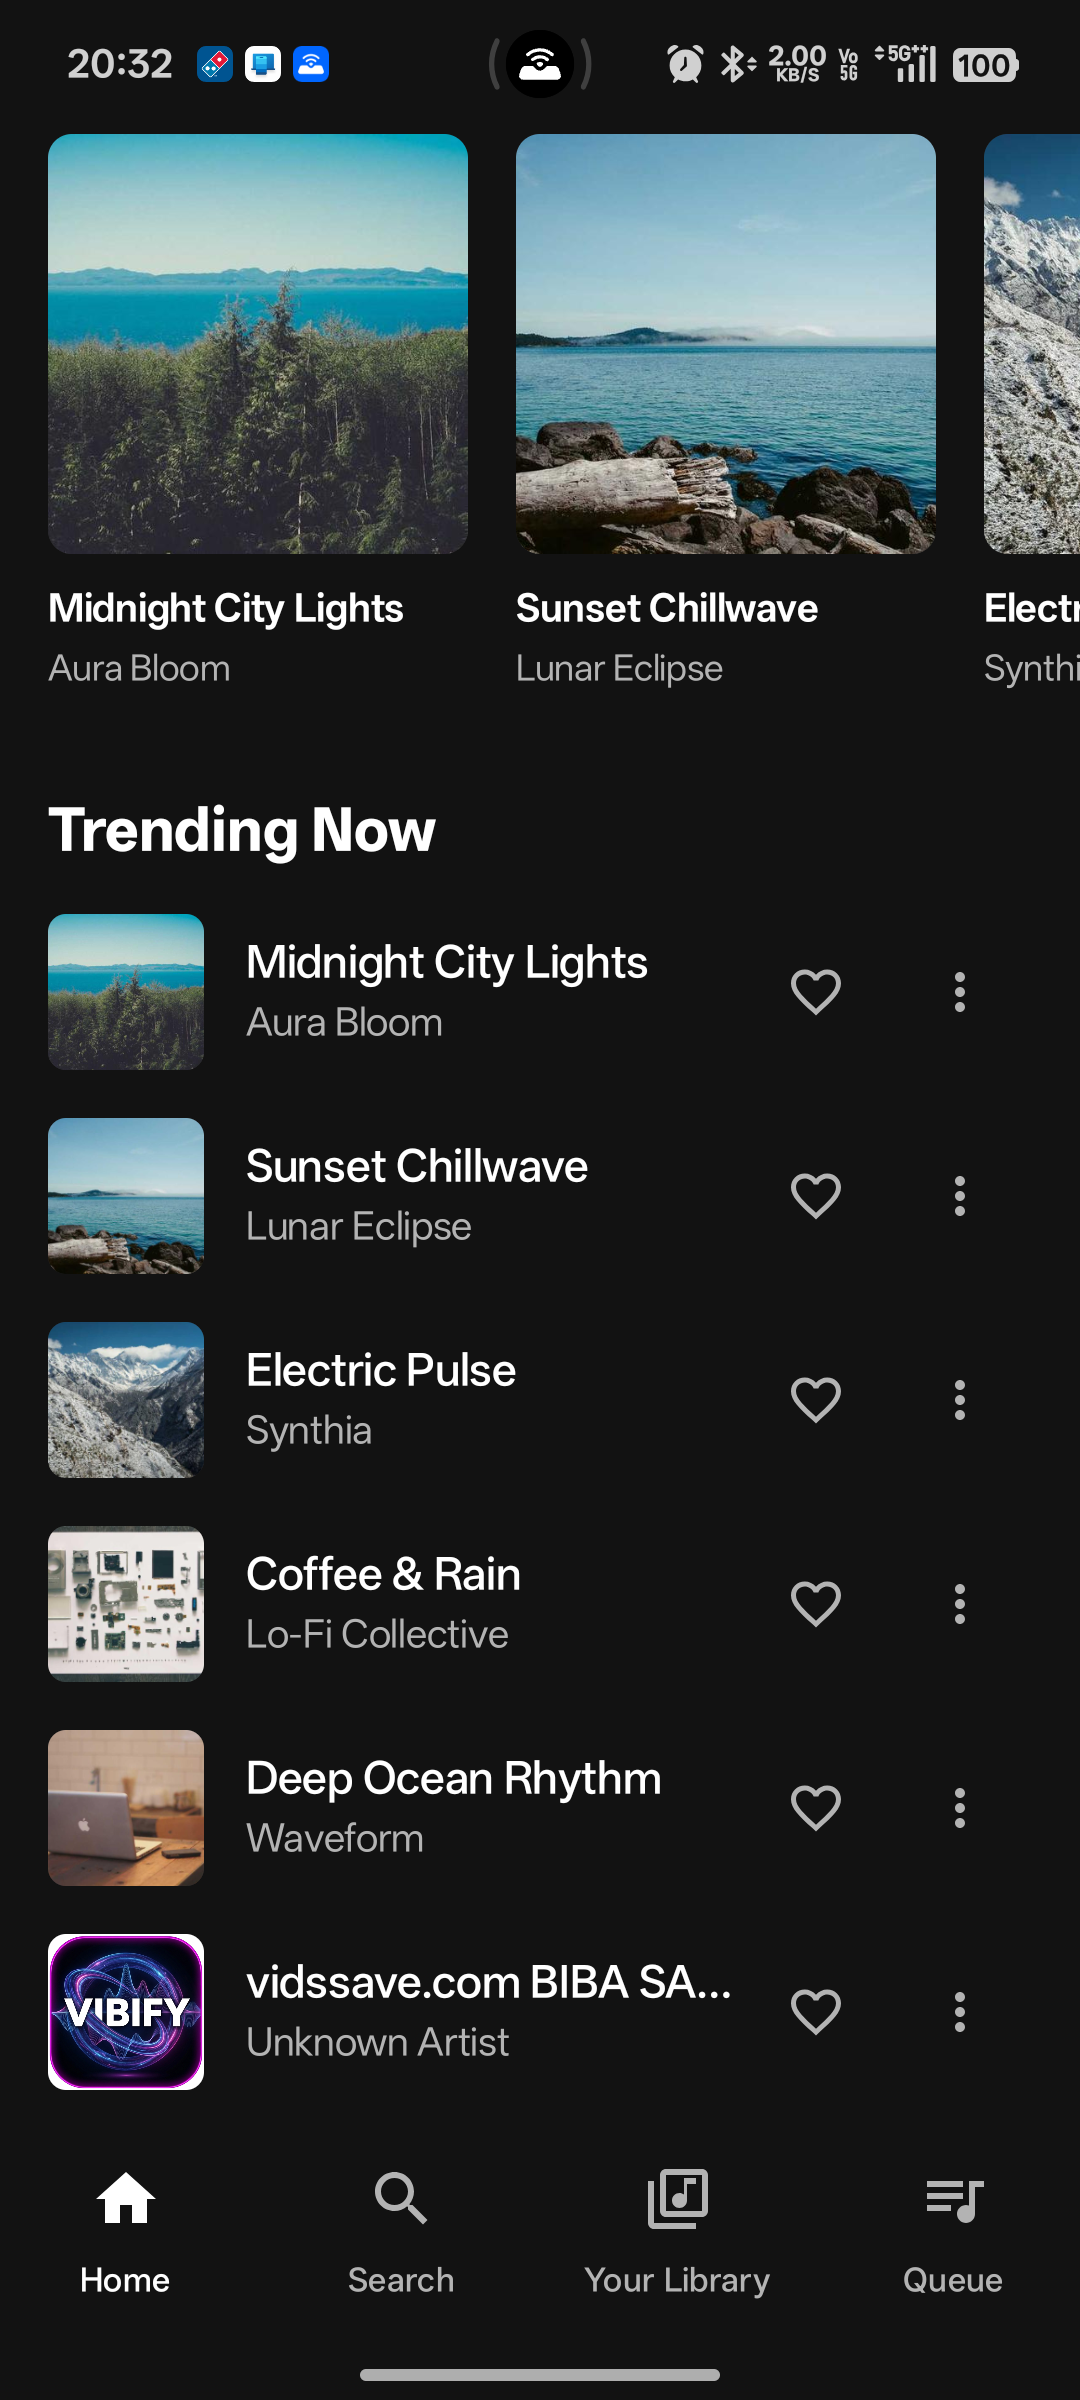 20:32
2.00
KB/S
Vo
5G
5G++
100
Midnight City Lights
Sunset Chillwave
Electr
Aura Bloom
Lunar Eclipse
Synthi
Trending Now
Midnight City Lights
Aura Bloom
Sunset Chillwave
Lunar Eclipse
Electric Pulse
Synthia
Coffee & Rain
Lo-Fi Collective
Deep Ocean Rhythm
Waveform
VIBIFY
vidssave.com BIBA SA...
Unknown Artist
Home
Search
Your Library
Queue